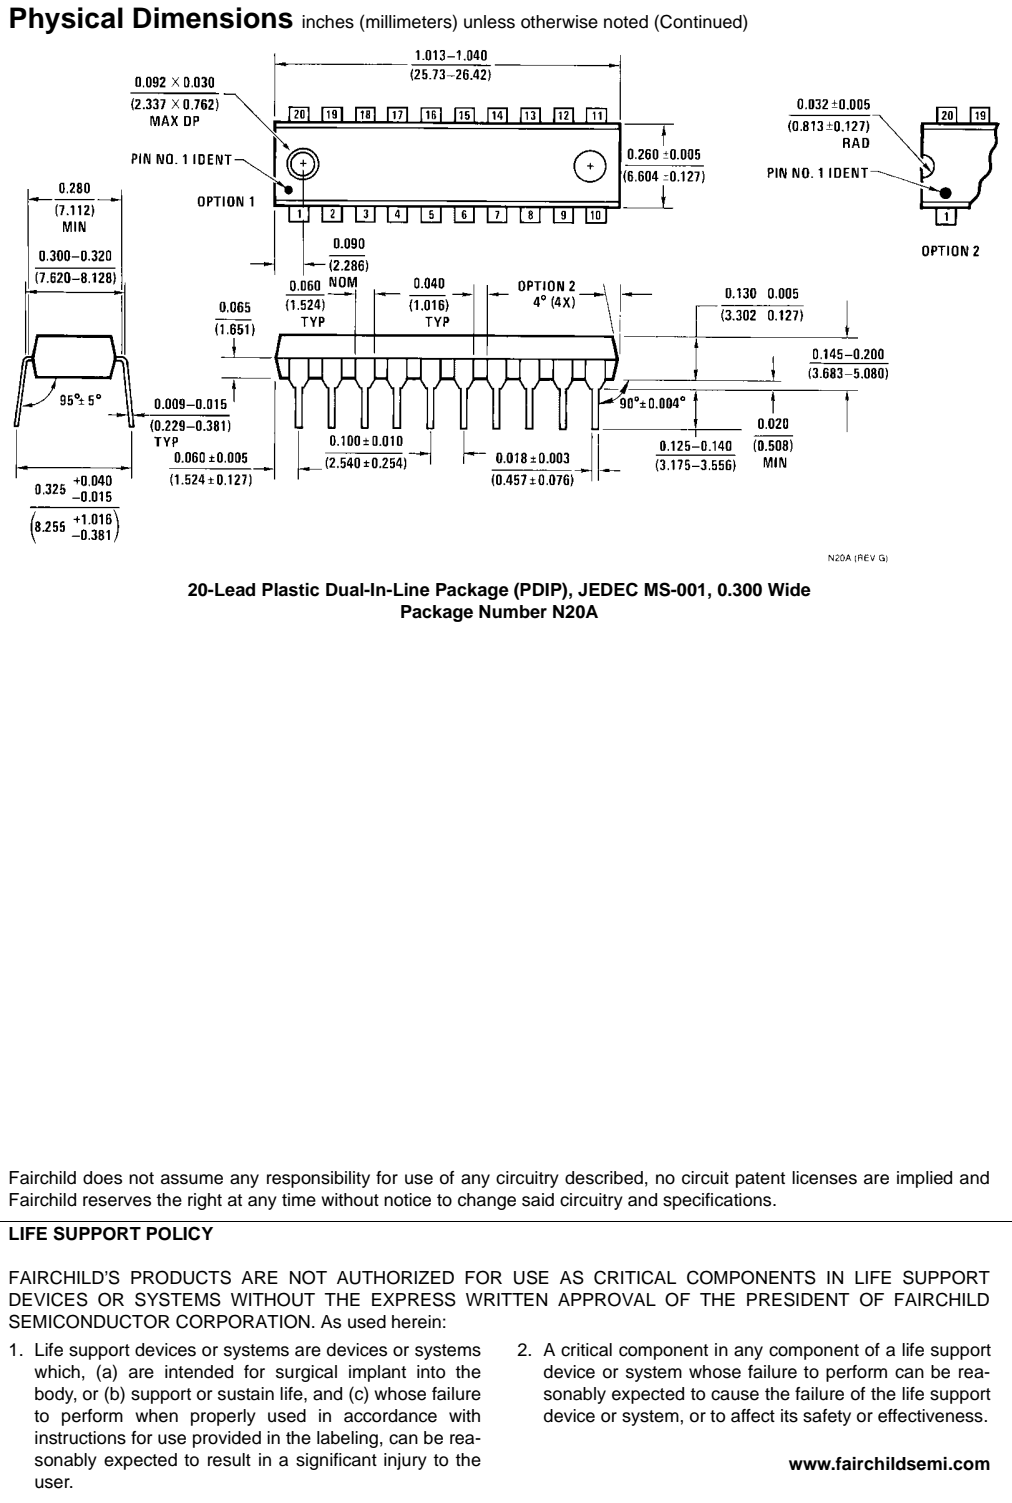 Physical Dimensions inches (millimeters) unless otherwise noted (Continued)
1.013–1.040
(25.73–26.42)
0.092 × 0.030
(2.337 × 0.762)
MAX DP
PIN NO. 1 IDENT
OPTION 1
20 19 18 17 16 15 14 13 12 11
1 2 3 4 5 6 7 8 9 10
0.260 ±0.005
(6.604 ±0.127)
0.032 ±0.005
(0.813 ±0.127)
RAD
PIN NO. 1 IDENT
20 19
1
OPTION 2
0.280
(7.112)
MIN
0.300–0.320
(7.620–8.128)
95° ± 5°
0.009–0.015
(0.229–0.381)
TYP
0.325 +0.040
–0.015
(8.255 +1.016
–0.381)
0.090
(2.286)
NOM
0.065
(1.651)
0.060
(1.524)
TYP
0.040
(1.016)
TYP
OPTION 2
4° (4X)
0.130 0.005
(3.302 0.127)
0.145–0.200
(3.683–5.080)
90° ± 0.004°
0.020
(0.508)
MIN
0.125–0.140
(3.175–3.556)
0.060 ± 0.005
(1.524 ± 0.127)
0.100 ± 0.010
(2.540 ± 0.254)
0.018 ± 0.003
(0.457 ± 0.076)
N20A (REV G)
20-Lead Plastic Dual-In-Line Package (PDIP), JEDEC MS-001, 0.300 Wide
Package Number N20A
Fairchild does not assume any responsibility for use of any circuitry described, no circuit patent licenses are implied and
Fairchild reserves the right at any time without notice to change said circuitry and specifications.
LIFE SUPPORT POLICY
FAIRCHILD'S PRODUCTS ARE NOT AUTHORIZED FOR USE AS CRITICAL COMPONENTS IN LIFE SUPPORT
DEVICES OR SYSTEMS WITHOUT THE EXPRESS WRITTEN APPROVAL OF THE PRESIDENT OF FAIRCHILD
SEMICONDUCTOR CORPORATION. As used herein:
1. Life support devices or systems are devices or systems
which, (a) are intended for surgical implant into the
body, or (b) support or sustain life, and (c) whose failure
to perform when properly used in accordance with
instructions for use provided in the labeling, can be rea-
sonably expected to result in a significant injury to the
user.
2. A critical component in any component of a life support
device or system whose failure to perform can be rea-
sonably expected to cause the failure of the life support
device or system, or to affect its safety or effectiveness.
www.fairchildsemi.com